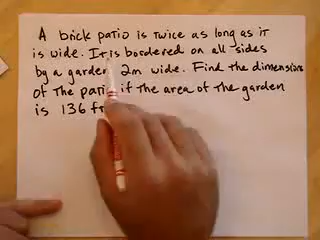 A brick patio is twice as long as it
is wide. It is bordered on all sides
by a garden 2m wide. Find the dimensions
of the patio if the area of the garden
is 136